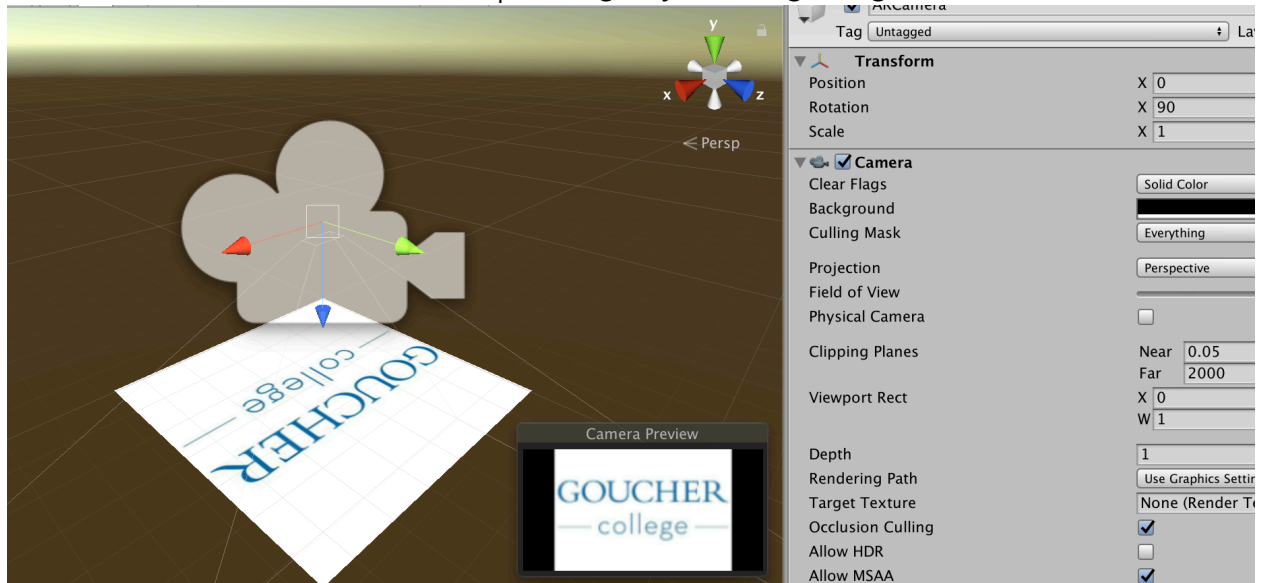 ARCamera
Tag Untagged
y
x
z
Persp
Transform
Position X 0
Rotation X 90
Scale X 1
Camera
Clear Flags Solid Color
Background
Culling Mask Everything
Projection Perspective
Field of View
Physical Camera
Clipping Planes Near 0.05
Far 2000
Viewport Rect X 0
W 1
Depth 1
Rendering Path Use Graphics
Target Texture None (Render
Occlusion Culling
Allow HDR
Allow MSAA
GOUCHER
college
Camera Preview
GOUCHER
college